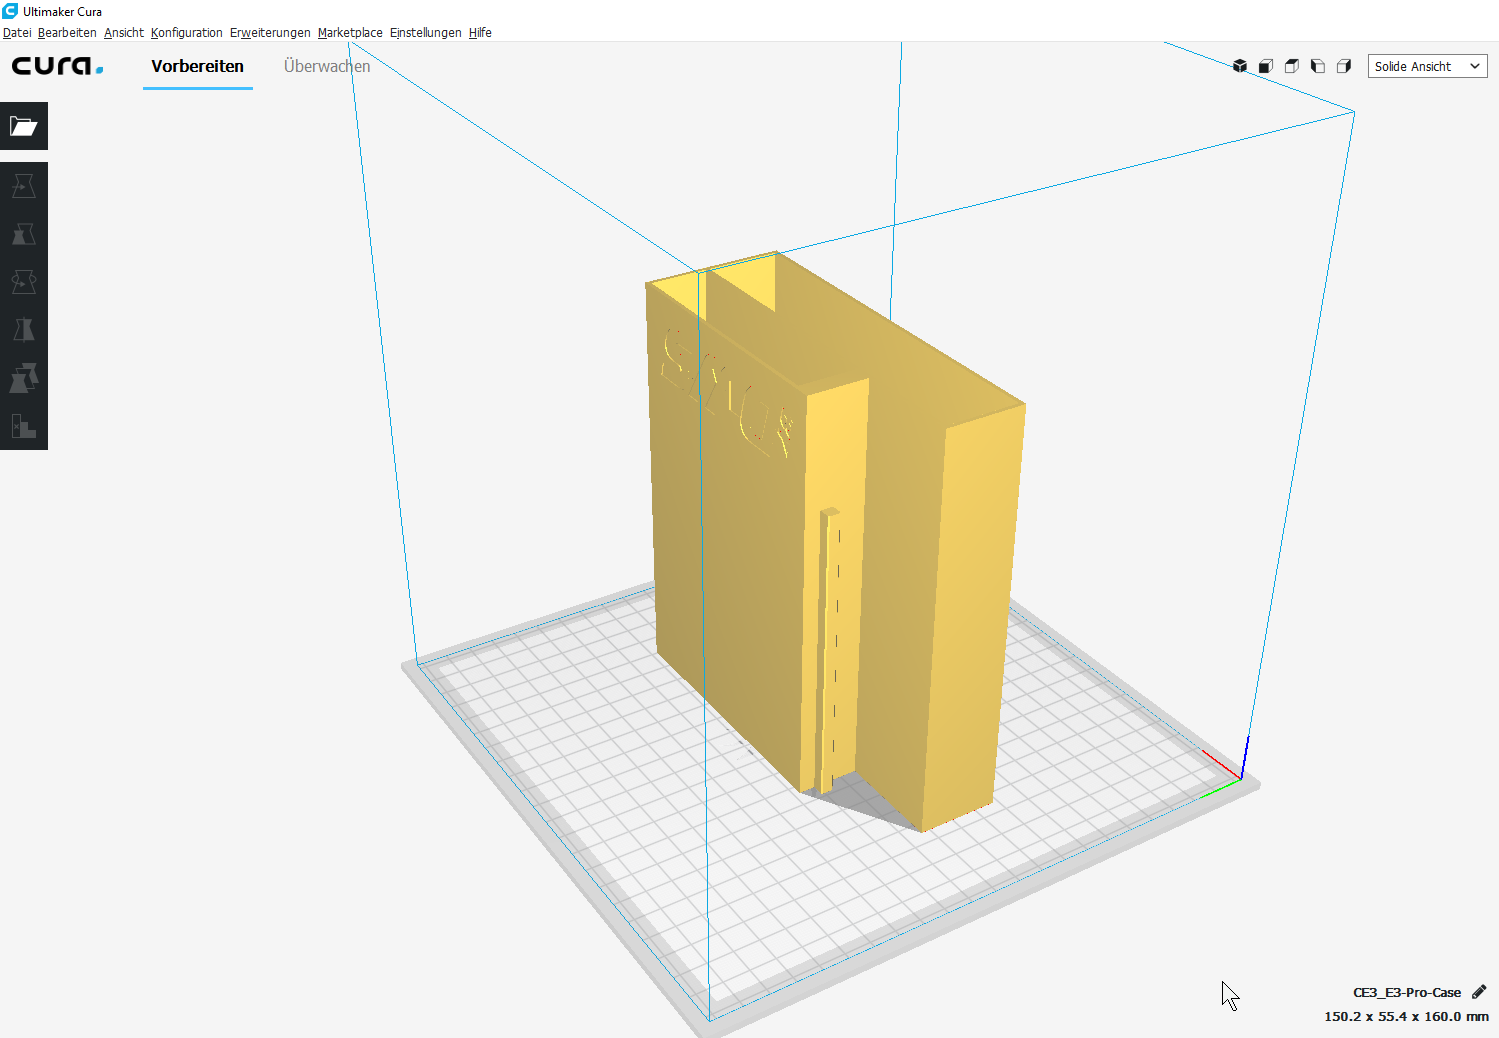 Ultimaker Cura
Datei Bearbeiten Ansicht Konfiguration Erweiterungen Marketplace Einstellungen Hilfe
cura. Vorbereiten Überwachen Solide Ansicht
CE3_E3-Pro-Case
150.2 x 55.4 x 160.0 mm